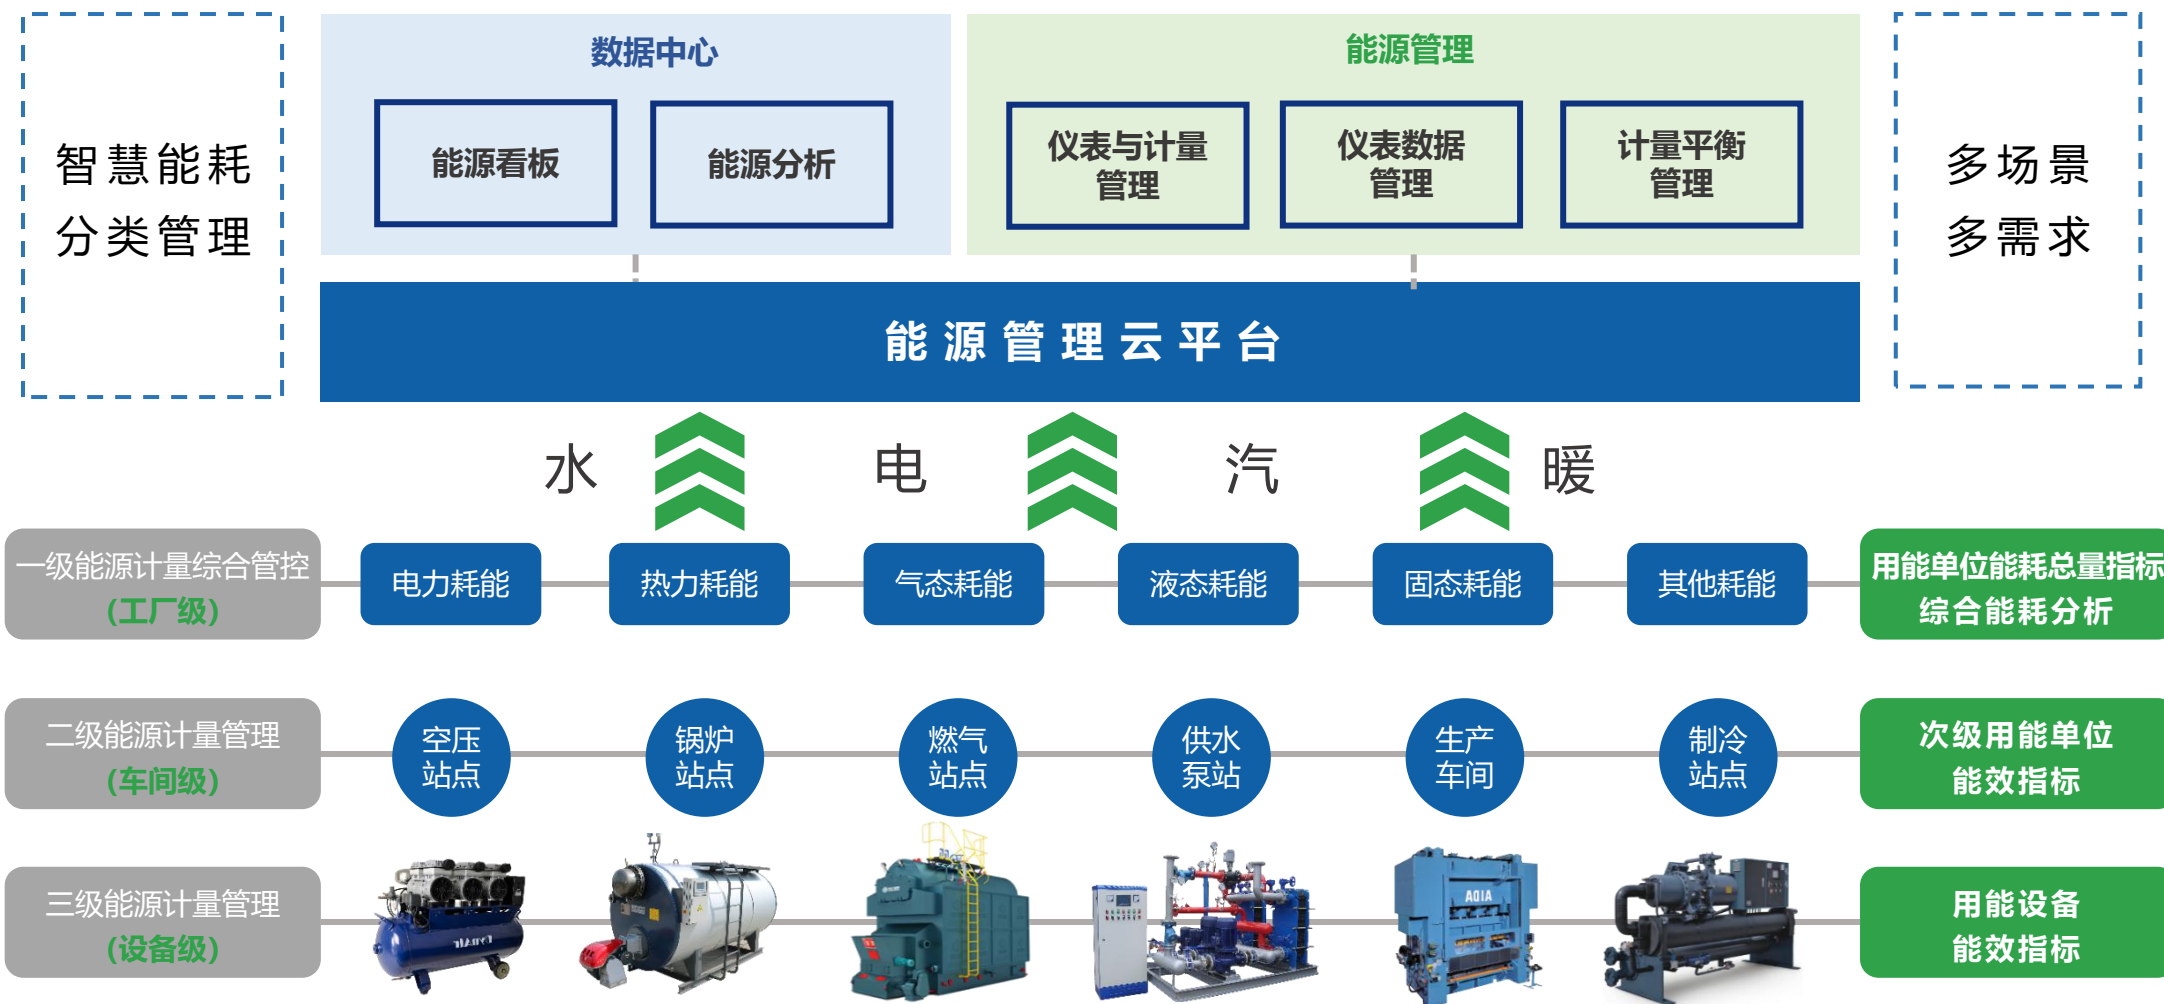 智慧能耗
分类管理
数据中心
能源看板
能源分析
能源管理
仪表与计量
管理
仪表数据
管理
计量平衡
管理
多场景
多需求
能源管理云平台
水
电
汽
暖
一级能源计量综合管控
(工厂级)
电力耗能
热力耗能
气态耗能
液态耗能
固态耗能
其他耗能
用能单位能耗总量指标
综合能耗分析
二级能源计量管理
(车间级)
空压
站点
锅炉
站点
燃气
站点
供水
泵站
生产
车间
制冷
站点
次级用能单位
能效指标
三级能源计量管理
(设备级)
AQIA
用能设备
能效指标